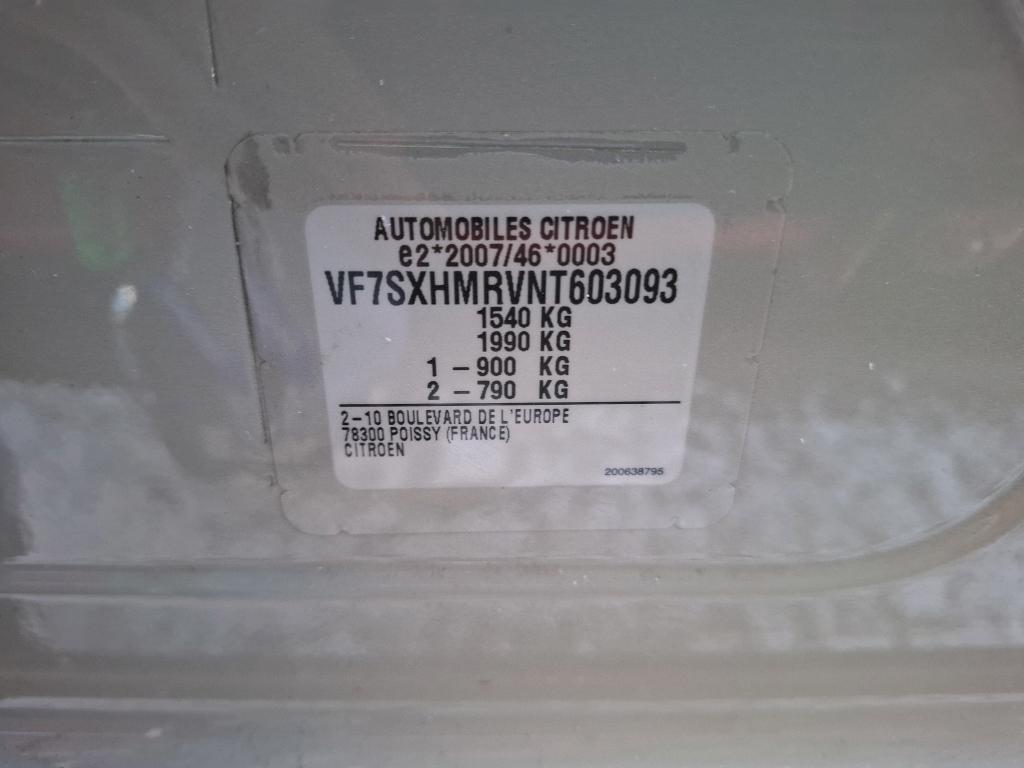 AUTOMOBILES CITROEN
e2*2007/46*0003
VF7SXHMRVNT603093
1540 KG
1990 KG
1 – 900 KG
2 – 790 KG
2–10 BOULEVARD DE L'EUROPE
78300 POISSY (FRANCE)
CITROEN
200638795